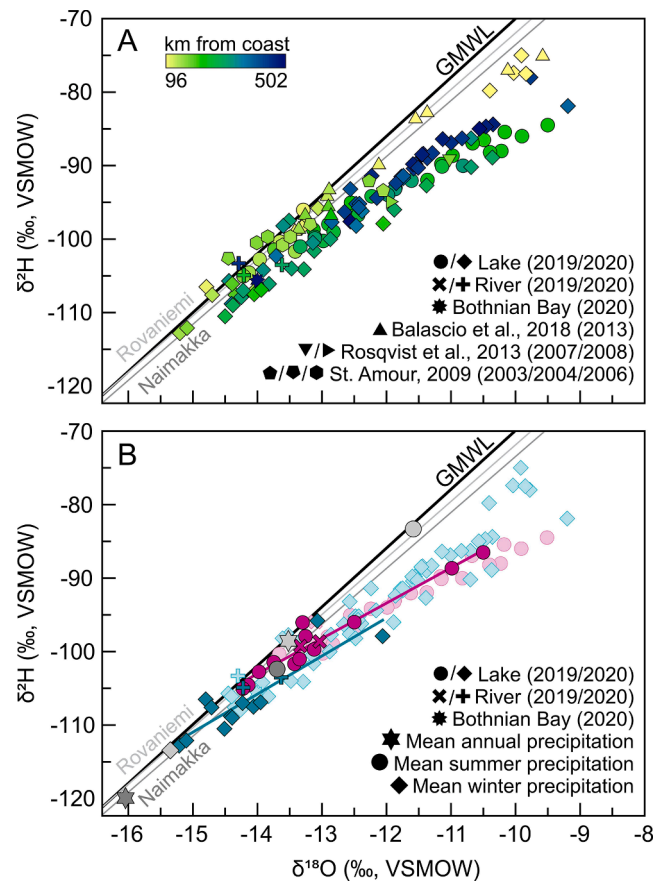 -70
A
km from coast
GMWL
96
502
-80
-90
δ²H (‰, VSMOW)
-100
Lake (2019/2020)
River (2019/2020)
Bothnian Bay (2020)
-110
Rovaniemi
Balascio et al., 2018 (2013)
Naimakka
Rosqvist et al., 2013 (2007/2008)
St. Amour, 2009 (2003/2004/2006)
-120
-70
B
GMWL
-80
-90
δ²H (‰, VSMOW)
-100
Lake (2019/2020)
River (2019/2020)
Bothnian Bay (2020)
-110
Rovaniemi
Mean annual precipitation
Naimakka
Mean summer precipitation
Mean winter precipitation
-120
-16 -15 -14 -13 -12 -11 -10 -9 -8
δ¹⁸O (‰, VSMOW)